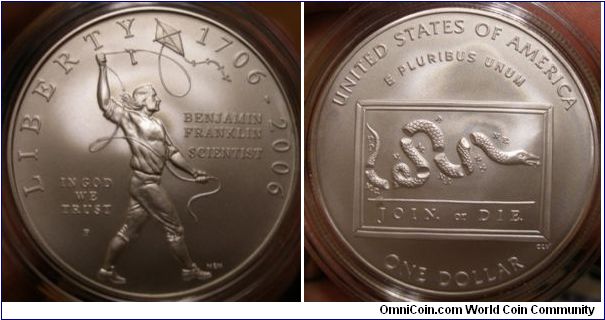 LIBERTY 1706-2006
BENJAMIN
FRANKLIN
SCIENTIST
IN GOD
WE
TRUST
P
UNITED STATES OF AMERICA
E PLURIBUS UNUM
JOIN, or DIE.
ONE DOLLAR
OmniCoin.com World Coin Community